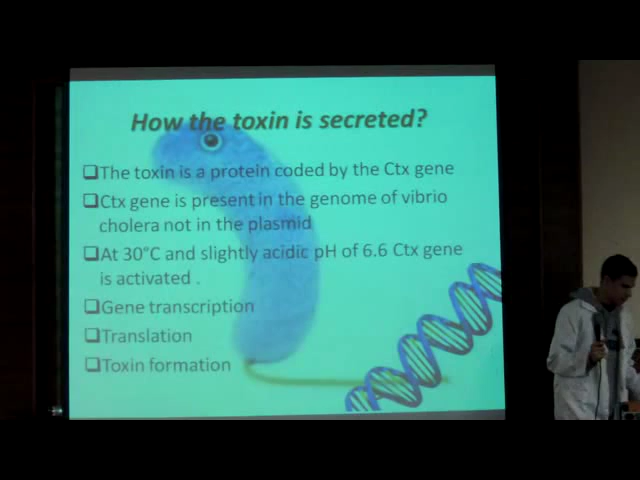 How the toxin is secreted?
❑The toxin is a protein coded by the Ctx gene
❑Ctx gene is present in the genome of vibrio
cholera not in the plasmid
❑At 30°C and slightly acidic pH of 6.6 Ctx gene
is activated .
❑Gene transcription
❑Translation
❑Toxin formation